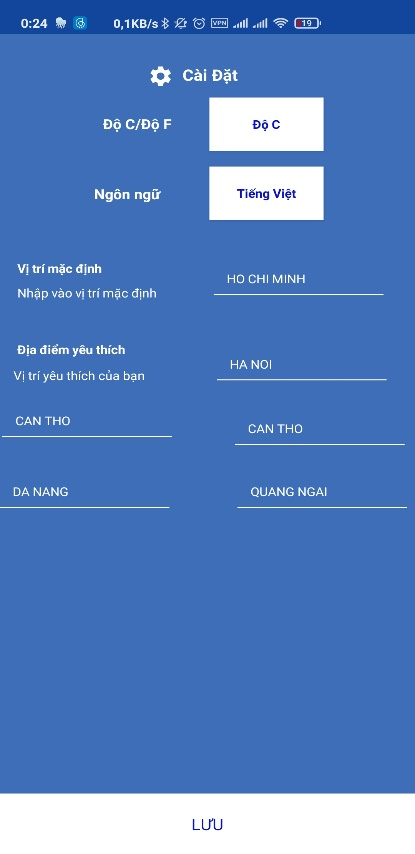 0:24 0,1KB/s VPN 19
Cài Đặt
Độ C/Độ F Độ C
Ngôn ngữ Tiếng Việt
Vị trí mặc định
Nhập vào vị trí mặc định HO CHI MINH
Địa điểm yêu thích
Vị trí yêu thích của bạn HA NOI
CAN THO CAN THO
DA NANG QUANG NGAI
LƯU